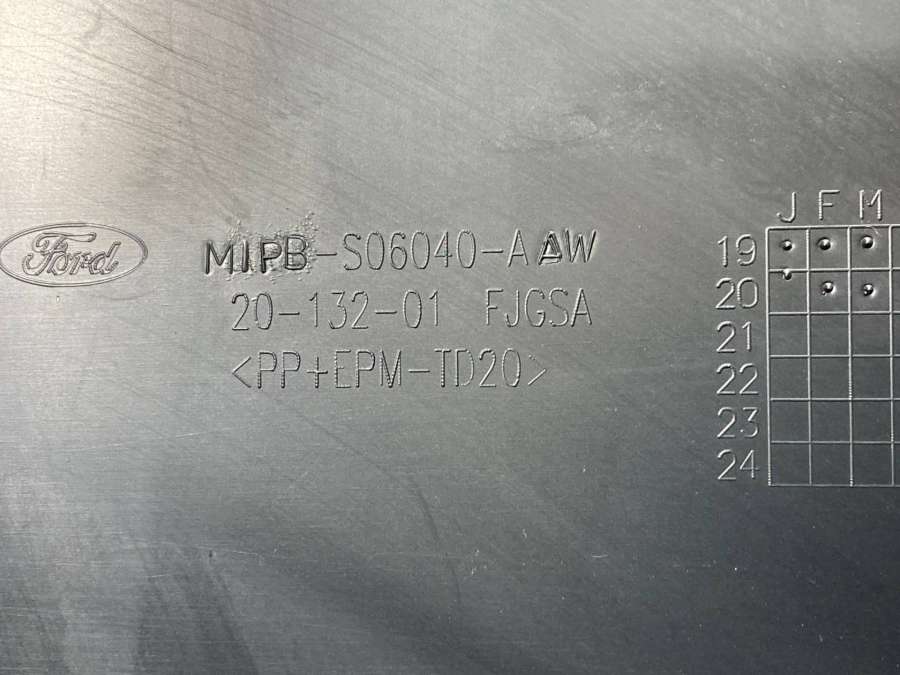 Ford
M1PB-S06040-AAW
20-132-01 FJGSA
<PP+EPM-TD20>
J F M
19
20
21
22
23
24